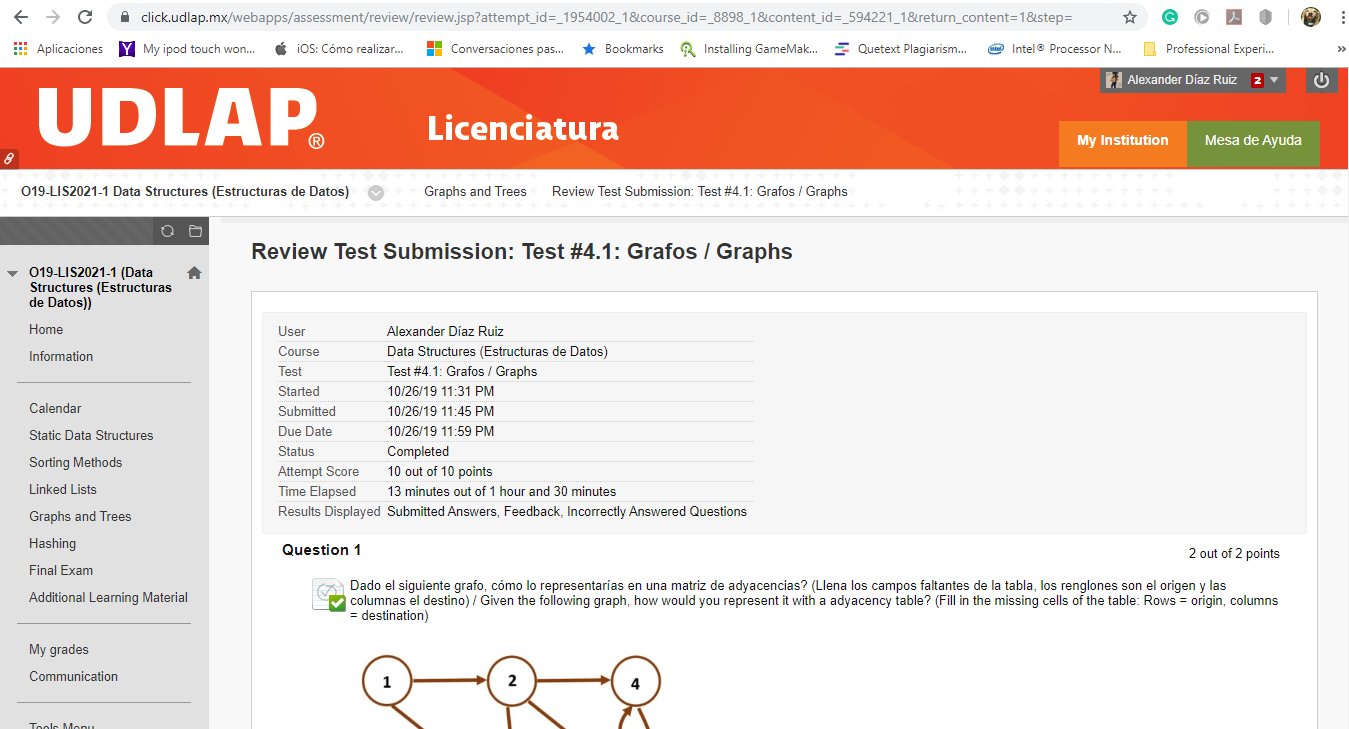 click.udlap.mx/webapps/assessment/review/review.jsp?attempt_id=_1954002_1&course_id=_8898_1&content_id=_594221_1&return_content=1&step=
Aplicaciones
My ipod touch won...
iOS: Cómo realizar...
Conversaciones pas...
Bookmarks
Installing GameMak...
Quetext Plagiarism...
Intel® Processor N...
Professional Experi...
»
Alexander Díaz Ruiz 2
UDLAP®
Licenciatura
My Institution
Mesa de Ayuda
O19-LIS2021-1 Data Structures (Estructuras de Datos)
Graphs and Trees
Review Test Submission: Test #4.1: Grafos / Graphs
O19-LIS2021-1 (Data
Structures (Estructuras
de Datos))
Home
Information
Calendar
Static Data Structures
Sorting Methods
Linked Lists
Graphs and Trees
Hashing
Final Exam
Additional Learning Material
My grades
Communication
Tools Menu
Review Test Submission: Test #4.1: Grafos / Graphs
User Alexander Díaz Ruiz
Course Data Structures (Estructuras de Datos)
Test Test #4.1: Grafos / Graphs
Started 10/26/19 11:31 PM
Submitted 10/26/19 11:45 PM
Due Date 10/26/19 11:59 PM
Status Completed
Attempt Score 10 out of 10 points
Time Elapsed 13 minutes out of 1 hour and 30 minutes
Results Displayed Submitted Answers, Feedback, Incorrectly Answered Questions
Question 1
2 out of 2 points
Dado el siguiente grafo, cómo lo representarías en una matriz de adyacencias? (Llena los campos faltantes de la tabla, los renglones son el origen y las
columnas el destino) / Given the following graph, how would you represent it with a adyacency table? (Fill in the missing cells of the table: Rows = origin, columns
= destination)
1 2 4